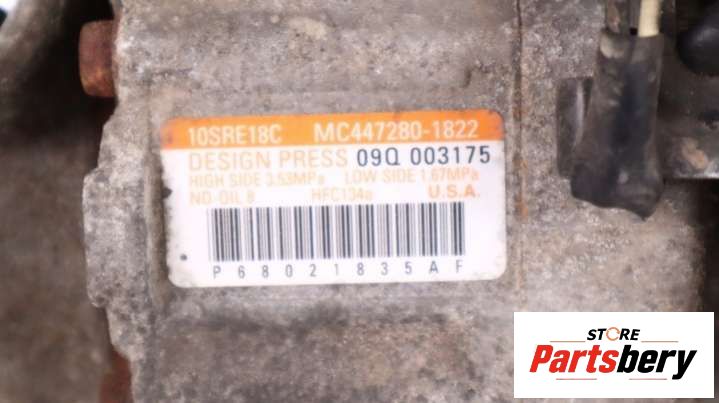 10SRE18C MC447280-1822
DESIGN PRESS 09Q 003175
HIGH SIDE 3.53MPa LOW SIDE 1.67MPa
ND-OIL 8 HFC134a U.S.A.
P68021835AF
STORE
Partsbery